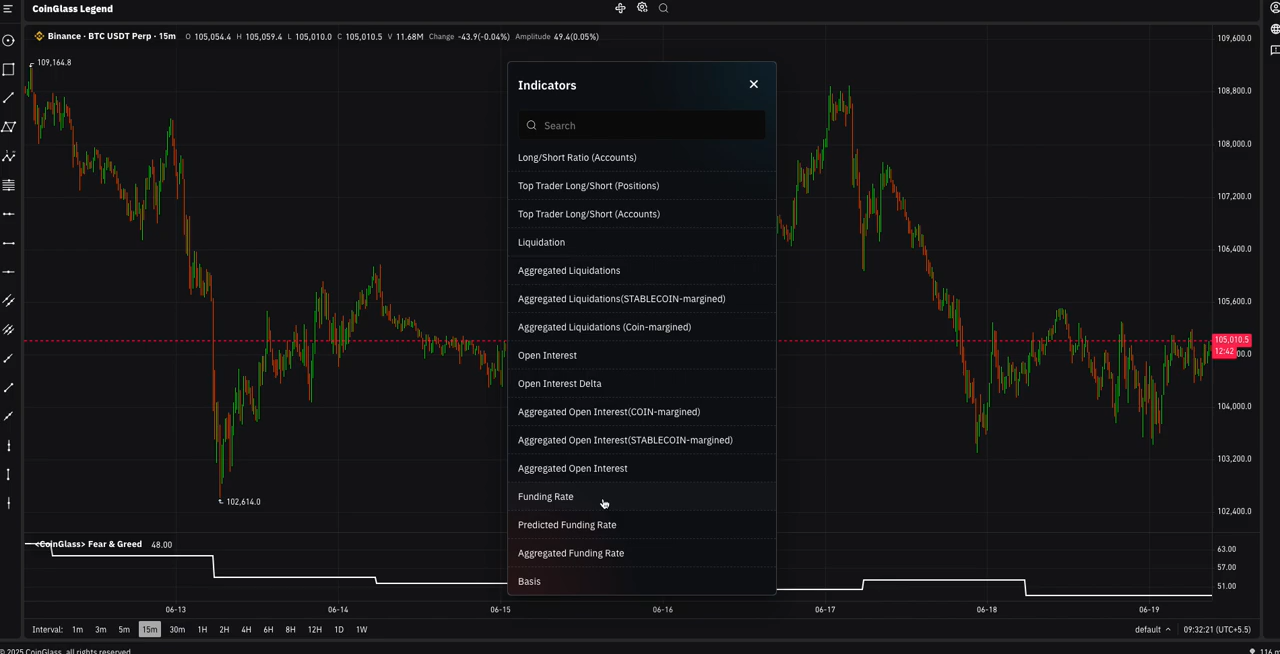 CoinGlass Legend
Binance · BTC USDT Perp · 15m O 105,054.4 H 105,059.4 L 105,010.0 C 105,010.5 V 11.68M Change -43.9(-0.04%) Amplitude 49.4(0.05%)
109,164.8
Indicators
Search
Long/Short Ratio (Accounts)
Top Trader Long/Short (Positions)
Top Trader Long/Short (Accounts)
Liquidation
Aggregated Liquidations
Aggregated Liquidations(STABLECOIN-margined)
Aggregated Liquidations (Coin-margined)
Open Interest
Open Interest Delta
Aggregated Open Interest(COIN-margined)
Aggregated Open Interest(STABLECOIN-margined)
Aggregated Open Interest
Funding Rate
Predicted Funding Rate
Aggregated Funding Rate
Basis
109,600.0
108,800.0
108,000.0
107,200.0
106,400.0
105,600.0
105,010.5
12:42
104,000.0
103,200.0
102,400.0
102,614.0
<CoinGlass> Fear & Greed 48.00
63.00
57.00
51.00
06-13 06-14 06-15 06-16 06-17 06-18 06-19
Interval: 1m 3m 5m 15m 30m 1H 2H 4H 6H 8H 12H 1D 1W
default 09:32:21 (UTC+5.5)
© 2025 CoinGlass, all rights reserved